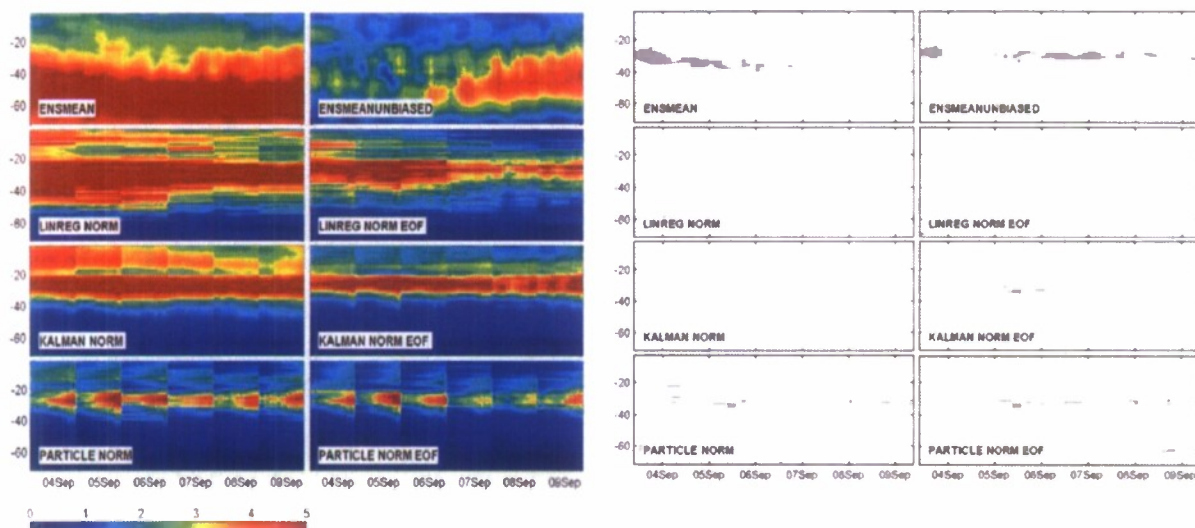 -20
-40
-60
ENSMEAN
ENSMEANUNBIASED
-20
-40
-60
LINREG NORM
LINREG NORM EOF
-20
-40
-60
KALMAN NORM
KALMAN NORM EOF
-20
-40
-60
PARTICLE NORM
PARTICLE NORM EOF
04Sep 05Sep 06Sep 07Sep 08Sep 09Sep
04Sep 05Sep 06Sep 07Sep 08Sep 09Sep
0 1 2 3 4 5
-20
-40
-60
-80
ENSMEAN
ENSMEANUNBIASED
-20
-40
-60
LINREG NORM
LINREG NORM EOF
-20
-40
-60
KALMAN NORM
KALMAN NORM EOF
-20
-40
-60
PARTICLE NORM
PARTICLE NORM EOF
04Sep 05Sep 06Sep 07Sep 08Sep 09Sep
04Sep 05Sep 06Sep 07Sep 08Sep 09Sep